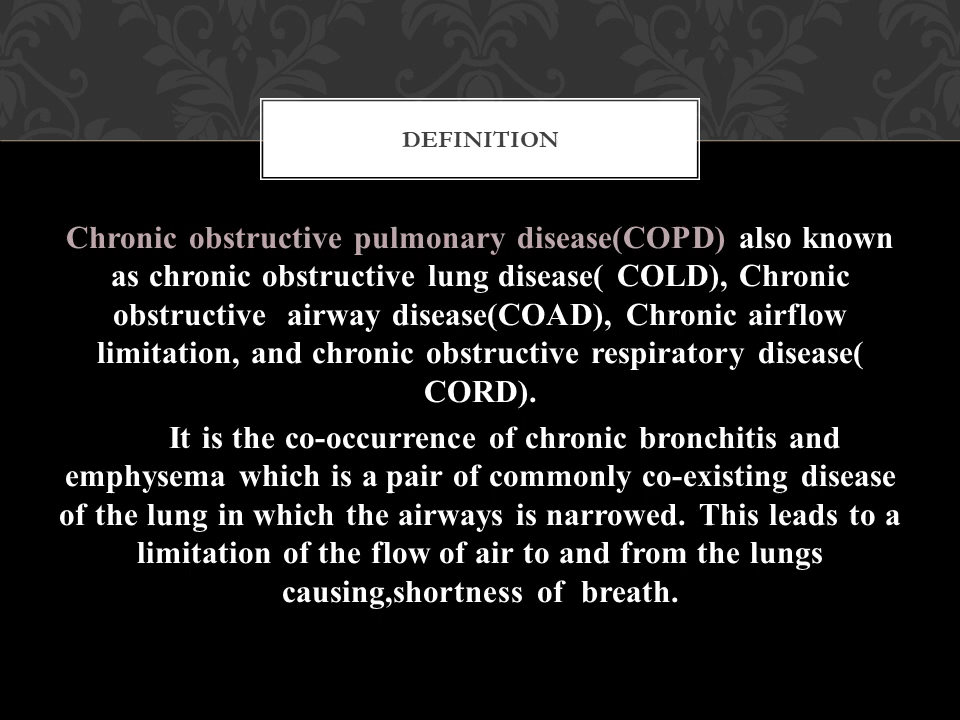 DEFINITION
Chronic obstructive pulmonary disease(COPD) also known
as chronic obstructive lung disease( COLD), Chronic
obstructive airway disease(COAD), Chronic airflow
limitation, and chronic obstructive respiratory disease(
CORD).
It is the co-occurrence of chronic bronchitis and
emphysema which is a pair of commonly co-existing disease
of the lung in which the airways is narrowed. This leads to a
limitation of the flow of air to and from the lungs
causing,shortness of breath.